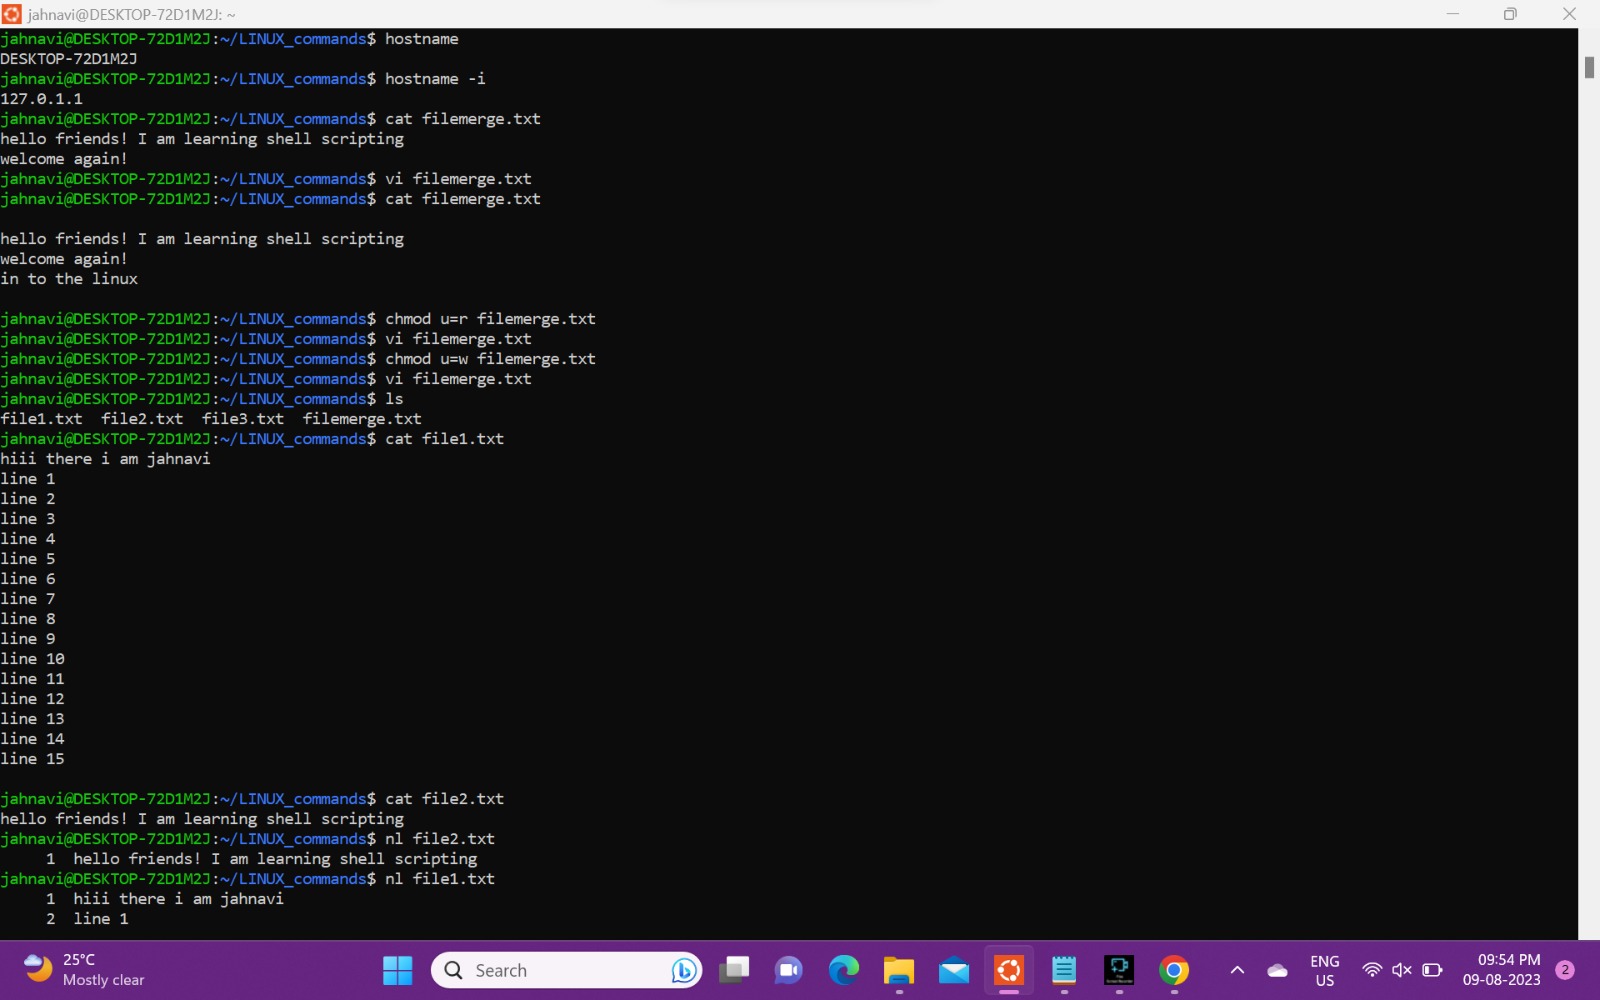 jahnavi@DESKTOP-72D1M2J: ~
jahnavi@DESKTOP-72D1M2J:~/LINUX_commands$ hostname
DESKTOP-72D1M2J
jahnavi@DESKTOP-72D1M2J:~/LINUX_commands$ hostname -i
127.0.1.1
jahnavi@DESKTOP-72D1M2J:~/LINUX_commands$ cat filemerge.txt
hello friends! I am learning shell scripting
welcome again!
jahnavi@DESKTOP-72D1M2J:~/LINUX_commands$ vi filemerge.txt
jahnavi@DESKTOP-72D1M2J:~/LINUX_commands$ cat filemerge.txt
hello friends! I am learning shell scripting
welcome again!
in to the linux
jahnavi@DESKTOP-72D1M2J:~/LINUX_commands$ chmod u=r filemerge.txt
jahnavi@DESKTOP-72D1M2J:~/LINUX_commands$ vi filemerge.txt
jahnavi@DESKTOP-72D1M2J:~/LINUX_commands$ chmod u=w filemerge.txt
jahnavi@DESKTOP-72D1M2J:~/LINUX_commands$ vi filemerge.txt
jahnavi@DESKTOP-72D1M2J:~/LINUX_commands$ ls
file1.txt  file2.txt  file3.txt  filemerge.txt
jahnavi@DESKTOP-72D1M2J:~/LINUX_commands$ cat file1.txt
hiii there i am jahnavi
line 1
line 2
line 3
line 4
line 5
line 6
line 7
line 8
line 9
line 10
line 11
line 12
line 13
line 14
line 15
jahnavi@DESKTOP-72D1M2J:~/LINUX_commands$ cat file2.txt
hello friends! I am learning shell scripting
jahnavi@DESKTOP-72D1M2J:~/LINUX_commands$ nl file2.txt
     1  hello friends! I am learning shell scripting
jahnavi@DESKTOP-72D1M2J:~/LINUX_commands$ nl file1.txt
     1  hiii there i am jahnavi
     2  line 1
25°C
Mostly clear
Search
ENG
US
09:54 PM
09-08-2023
2